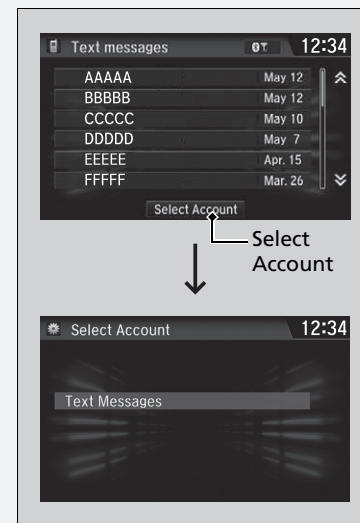 Text messages 12:34
AAAAA May 12
BBBBB May 12
CCCCC May 10
DDDDD May 7
EEEEE Apr. 15
FFFFF Mar. 26
Select Account
Select
Account
Select Account 12:34
Text Messages